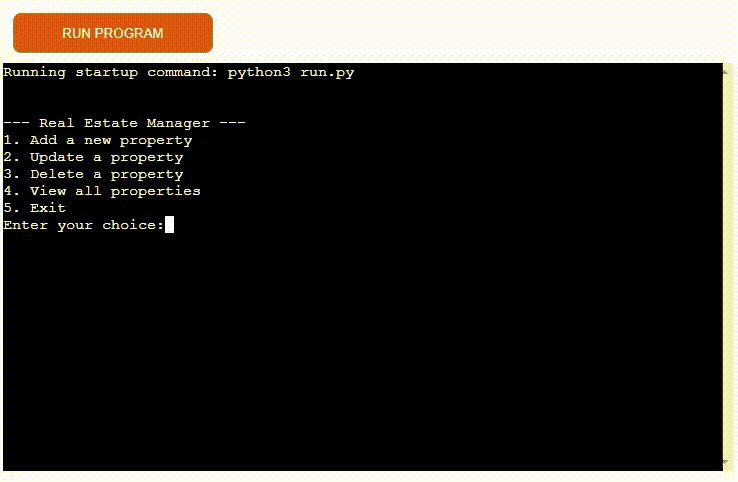 RUN PROGRAM
Running startup command: python3 run.py
--- Real Estate Manager ---
1. Add a new property
2. Update a property
3. Delete a property
4. View all properties
5. Exit
Enter your choice: